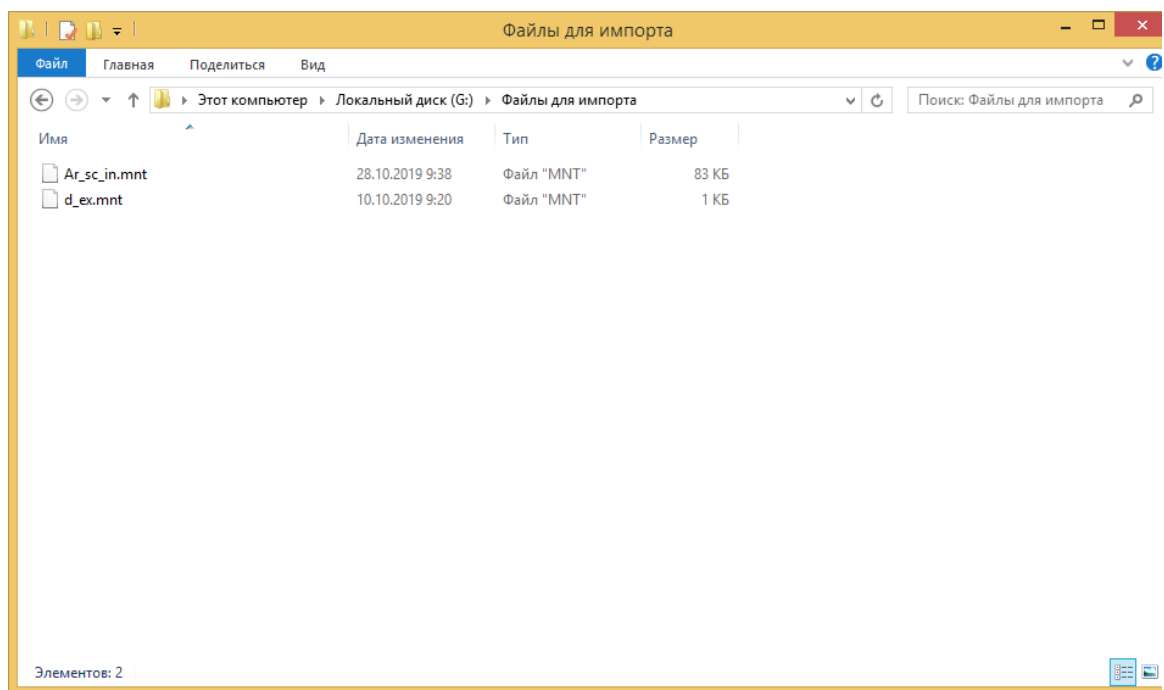 Файлы для импорта
Файл Главная Поделиться Вид
Этот компьютер Локальный диск (G:) Файлы для импорта Поиск: Файлы для импорта
Имя Дата изменения Тип Размер
Ar_sc_in.mnt 28.10.2019 9:38 Файл "MNT" 83 КБ
d_ex.mnt 10.10.2019 9:20 Файл "MNT" 1 КБ
Элементов: 2